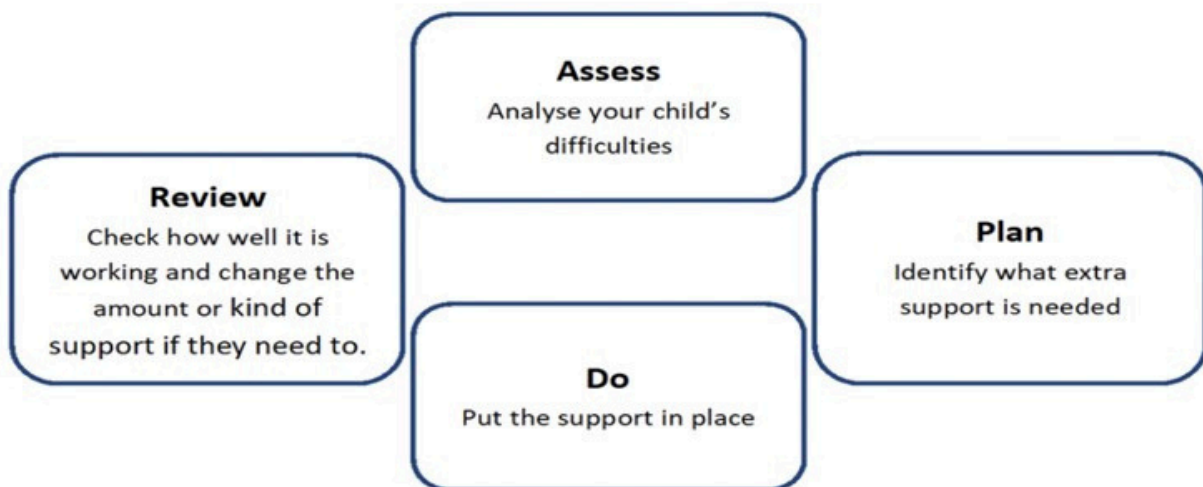 Assess
Analyse your child's
difficulties
Review
Check how well it is
working and change the
amount or kind of
support if they need to.
Plan
Identify what extra
support is needed
Do
Put the support in place